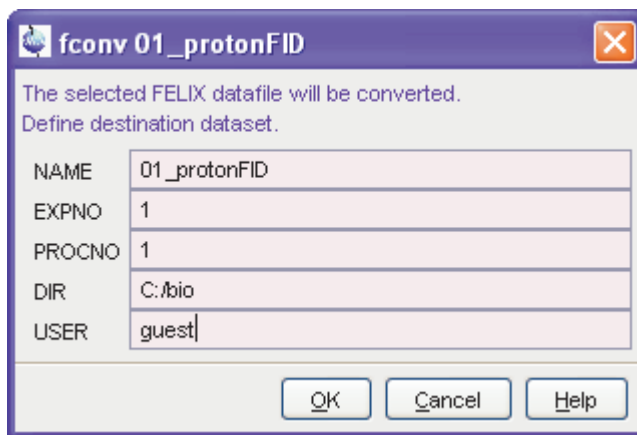 fconv 01_protonFID
The selected FELIX datafile will be converted.
Define destination dataset.
NAME 01_protonFID
EXPNO 1
PROCNO 1
DIR C:/bio
USER guest
OK Cancel Help